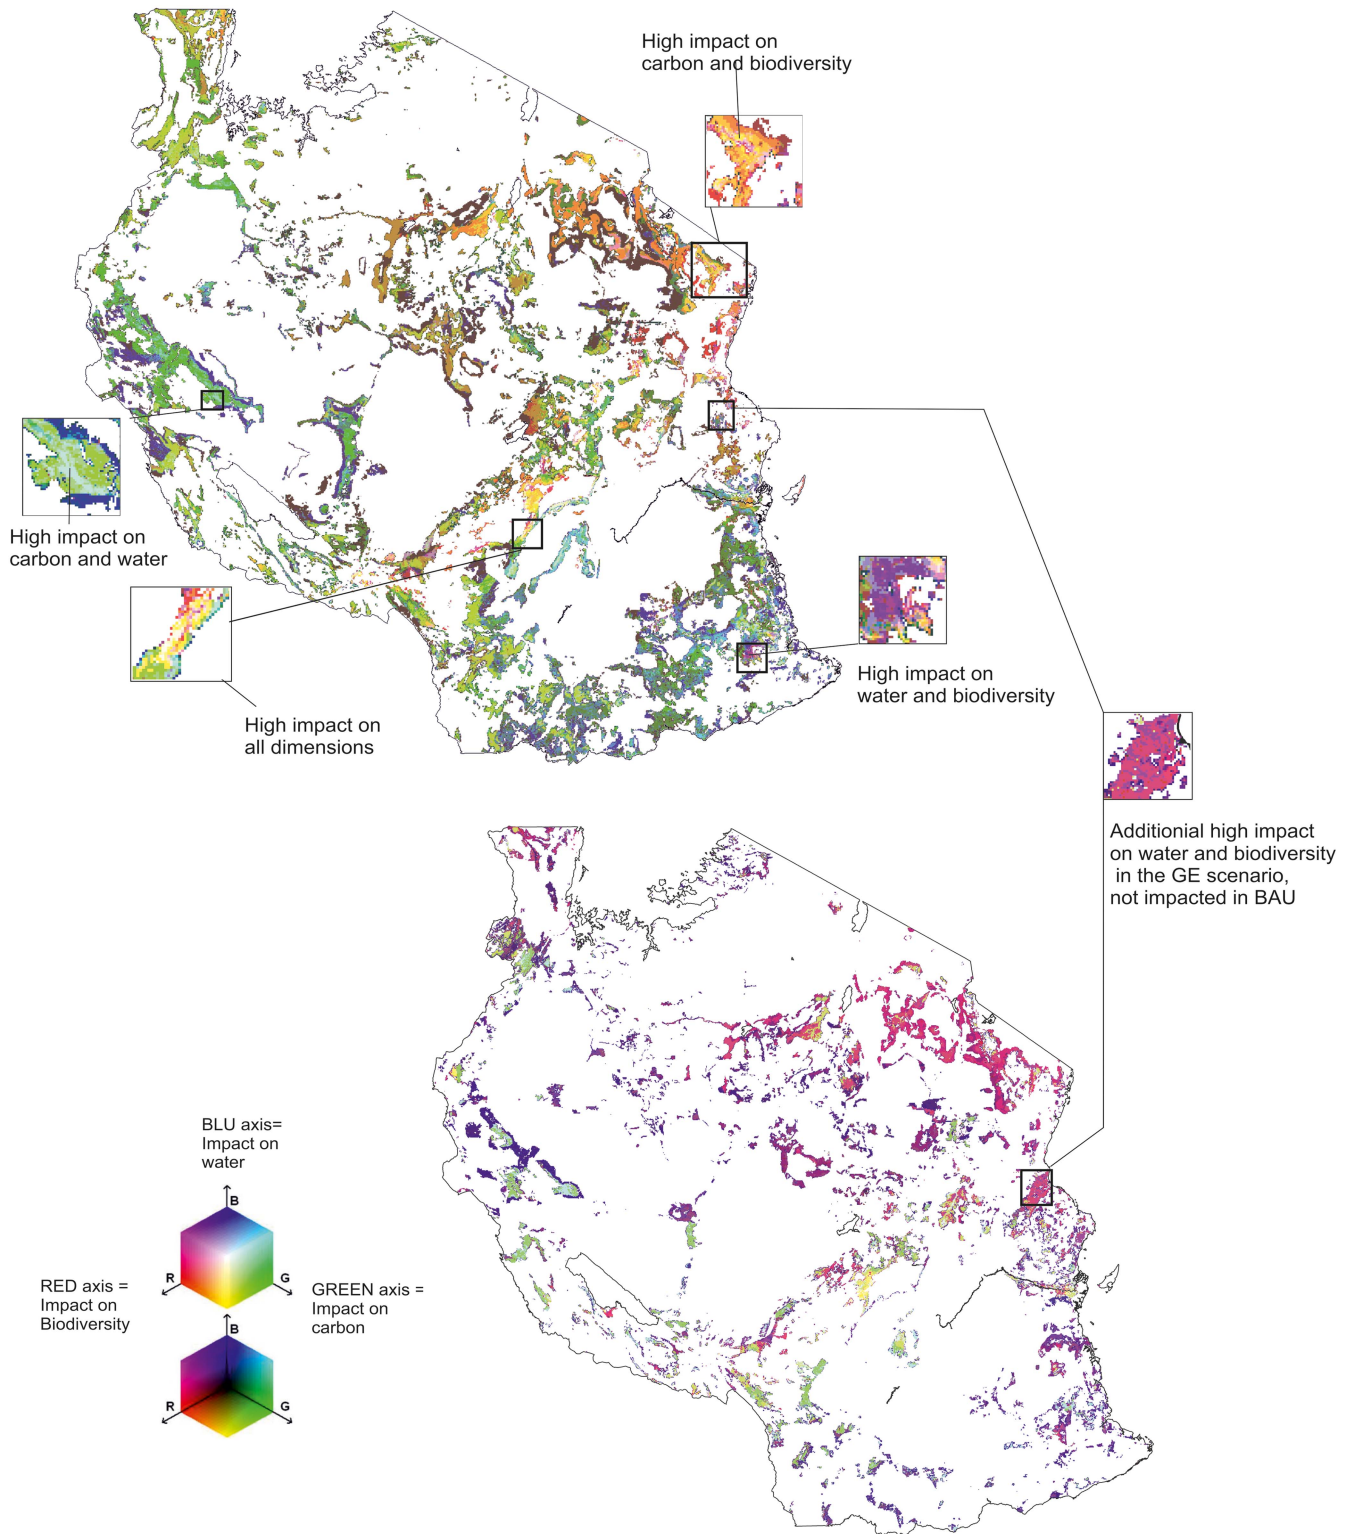 High impact on
carbon and biodiversity
High impact on
carbon and water
High impact on
all dimensions
High impact on
water and biodiversity
Additionial high impact
on water and biodiversity
in the GE scenario,
not impacted in BAU
BLU axis=
Impact on
water
B
R
G
RED axis =
Impact on
Biodiversity
GREEN axis =
Impact on
carbon
B
R
G